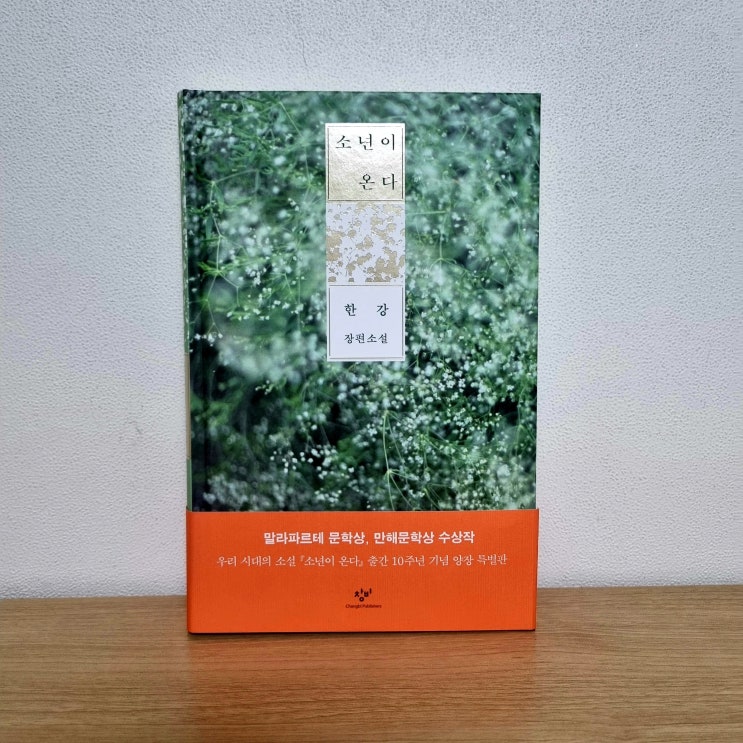 소년이
온다
한 강
장편소설
말라파르테 문학상, 만해문학상 수상작
우리 시대의 소설 『소년이 온다』 출간 10주년 기념 양장 특별판
창비
Changbi Publishers